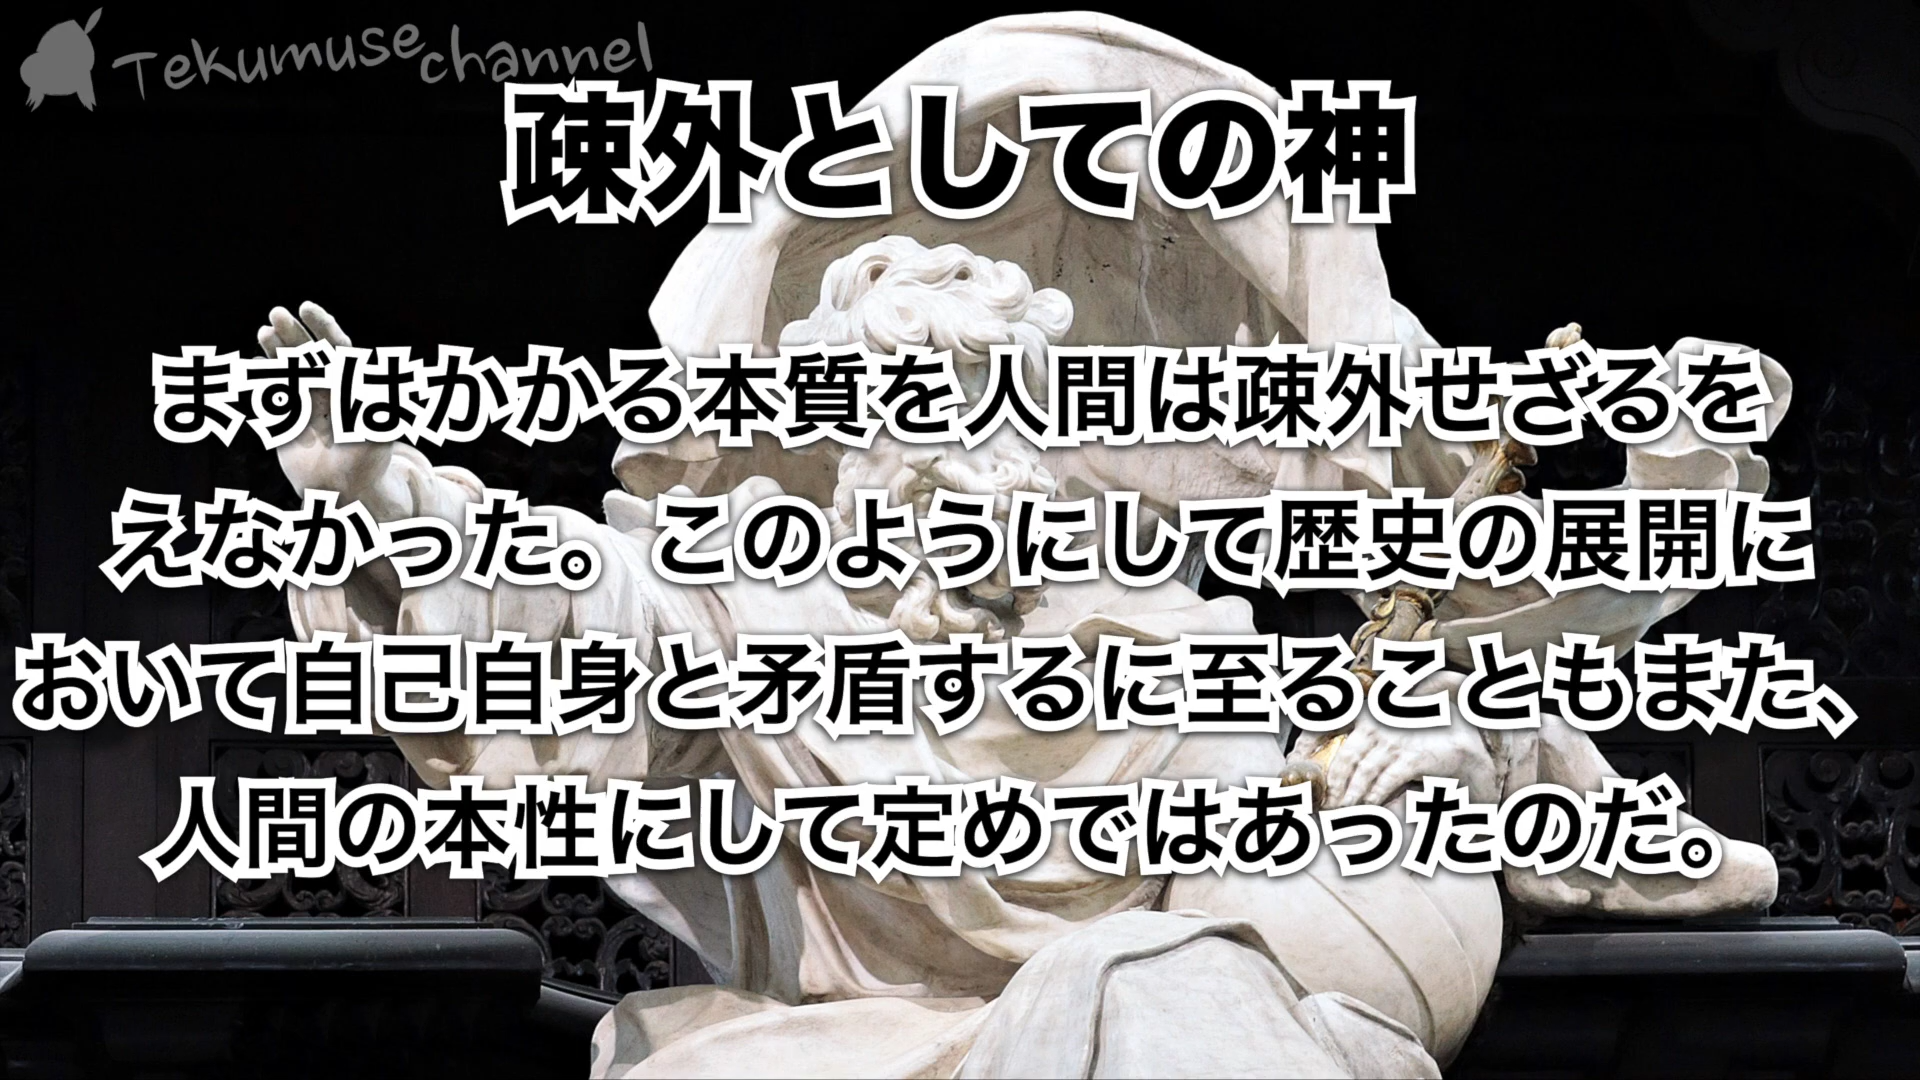 Tekumuse channel
疎外としての神
まずはかかる本質を人間は疎外せざるを
えなかった。このようにして歴史の展開に
おいて自己自身と矛盾するに至ることもまた、
人間の本性にして定めではあったのだ。